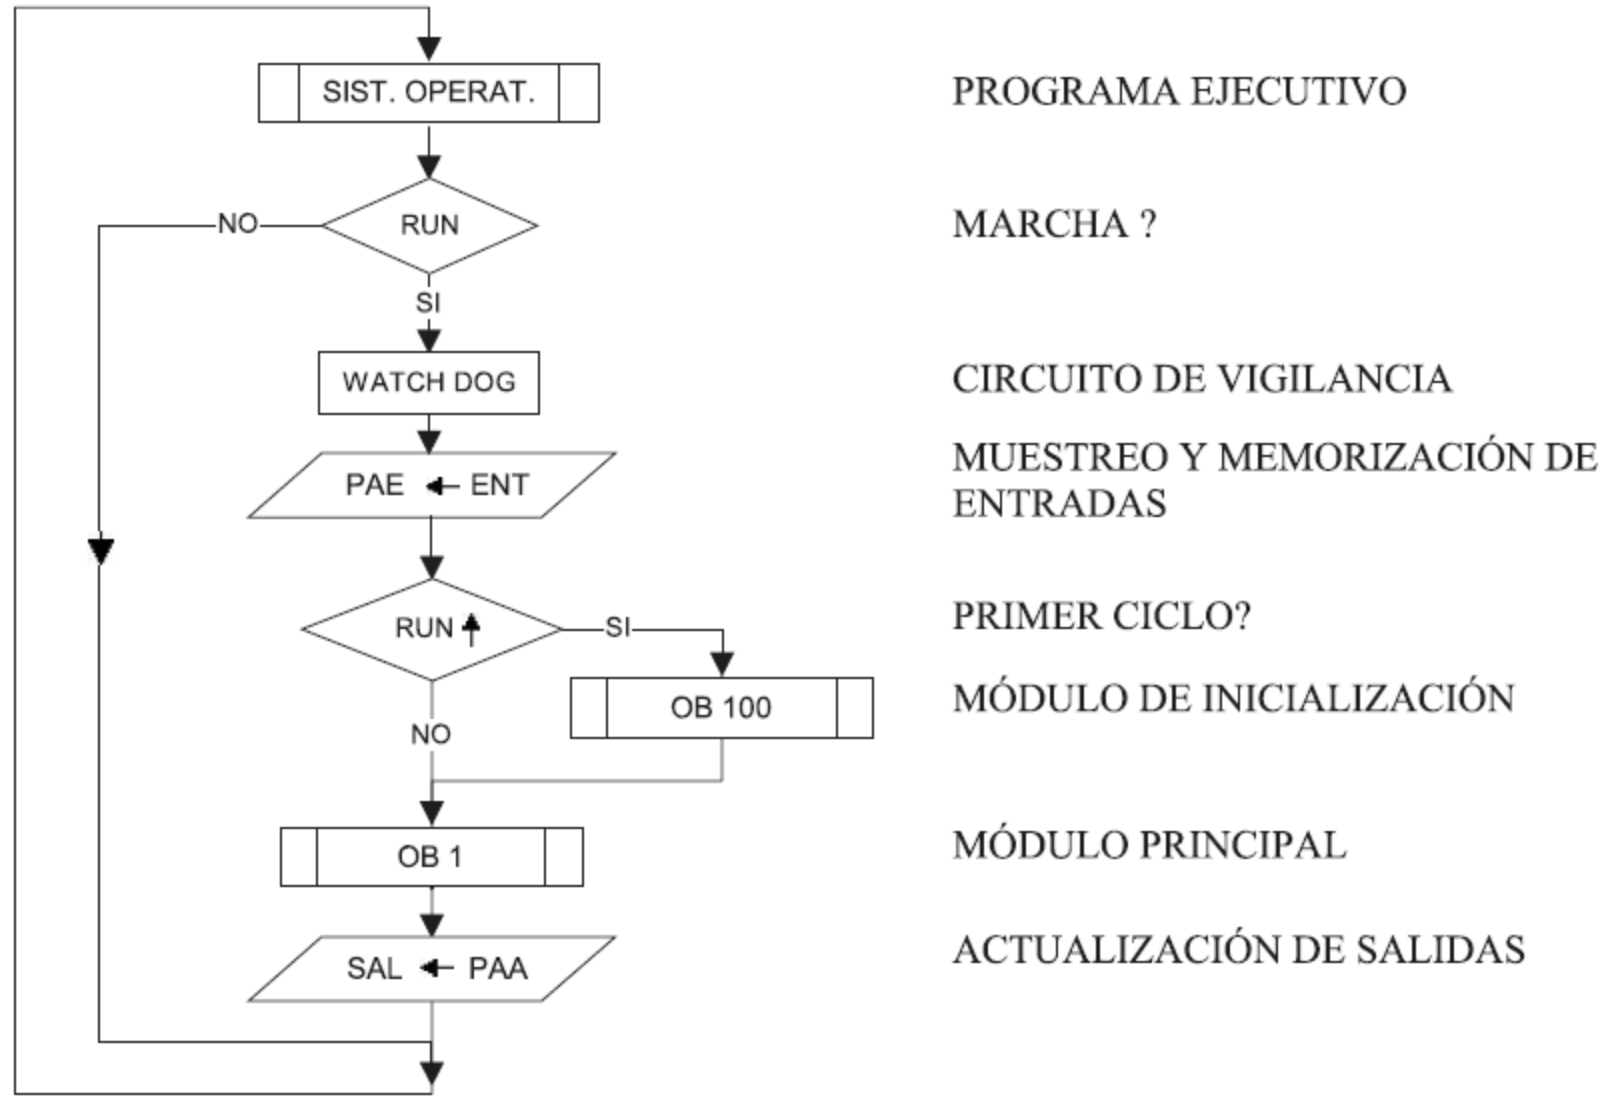 SIST. OPERAT.
PROGRAMA EJECUTIVO
NO
RUN
MARCHA ?
SI
WATCH DOG
CIRCUITO DE VIGILANCIA
PAE ← ENT
MUESTREO Y MEMORIZACIÓN DE
ENTRADAS
RUN ↑
SI
PRIMER CICLO?
OB 100
MÓDULO DE INICIALIZACIÓN
NO
OB 1
MÓDULO PRINCIPAL
SAL ← PAA
ACTUALIZACIÓN DE SALIDAS